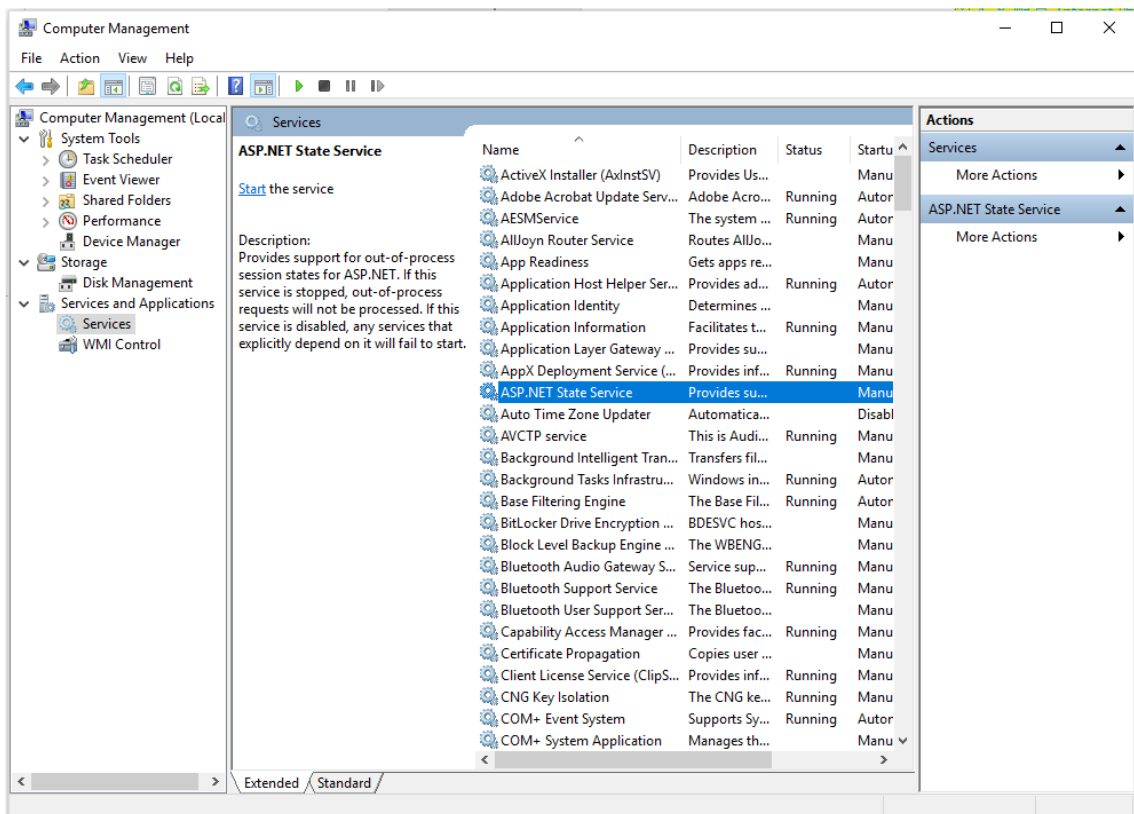 Computer Management
File Action View Help
Computer Management (Local
System Tools
Task Scheduler
Event Viewer
Shared Folders
Performance
Device Manager
Storage
Disk Management
Services and Applications
Services
WMI Control
Services
ASP.NET State Service
Start the service
Description:
Provides support for out-of-process
session states for ASP.NET. If this
service is stopped, out-of-process
requests will not be processed. If this
service is disabled, any services that
explicitly depend on it will fail to start.
Name Description Status Startu
ActiveX Installer (AxInstSV) Provides Us... Manu
Adobe Acrobat Update Serv... Adobe Acro... Running Autor
AESMService The system ... Running Autor
AllJoyn Router Service Routes AllJo... Manu
App Readiness Gets apps re... Manu
Application Host Helper Ser... Provides ad... Running Autor
Application Identity Determines ... Manu
Application Information Facilitates t... Running Manu
Application Layer Gateway ... Provides su... Manu
AppX Deployment Service (... Provides inf... Running Manu
ASP.NET State Service Provides su... Manu
Auto Time Zone Updater Automatica... Disabl
AVCTP service This is Audi... Running Manu
Background Intelligent Tran... Transfers fil... Manu
Background Tasks Infrastru... Windows in... Running Autor
Base Filtering Engine The Base Fil... Running Autor
BitLocker Drive Encryption ... BDESVC hos... Manu
Block Level Backup Engine ... The WBENG... Manu
Bluetooth Audio Gateway S... Service sup... Running Manu
Bluetooth Support Service The Bluetoo... Running Manu
Bluetooth User Support Ser... The Bluetoo... Manu
Capability Access Manager ... Provides fac... Running Manu
Certificate Propagation Copies user ... Manu
Client License Service (ClipS... Provides inf... Running Manu
CNG Key Isolation The CNG ke... Running Manu
COM+ Event System Supports Sy... Running Autor
COM+ System Application Manages th... Manu
Extended Standard
Actions
Services
More Actions
ASP.NET State Service
More Actions